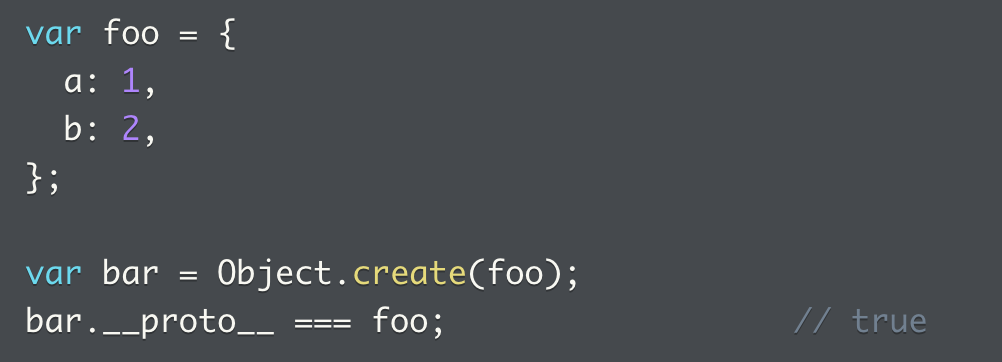 var foo = {
  a: 1,
  b: 2,
};

var bar = Object.create(foo);
bar.__proto__ === foo;                  // true